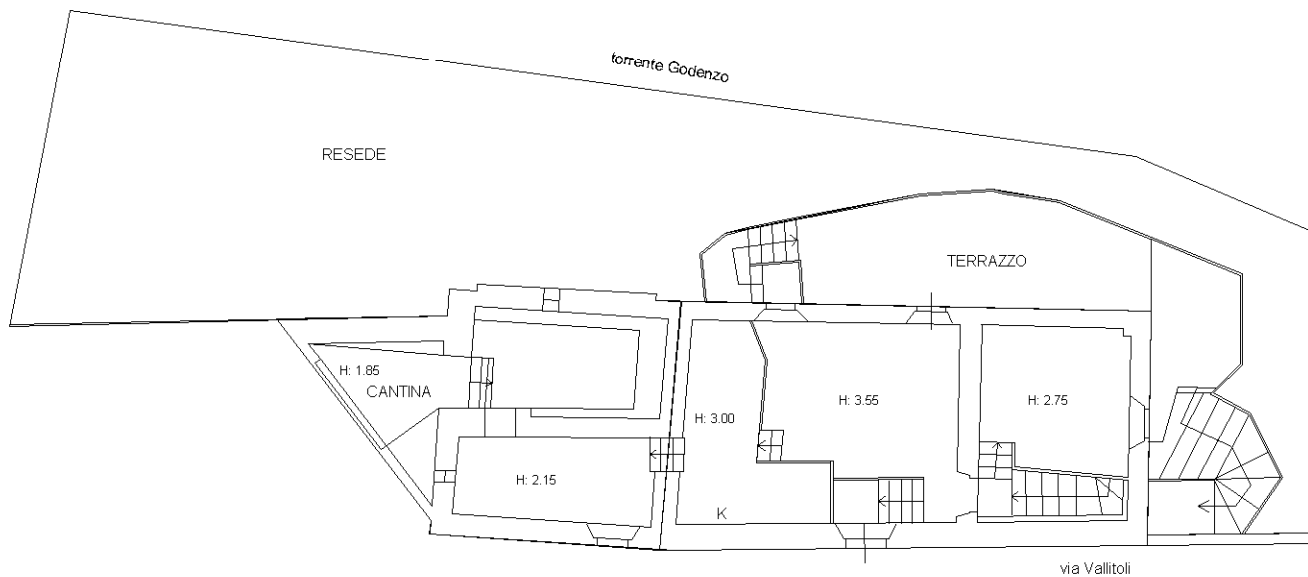 torrente Godenzo
RESEDE
TERRAZZO
H: 1.85
CANTINA
H: 3.00
H: 3.55
H: 2.75
H: 2.15
K
via Vallitoli